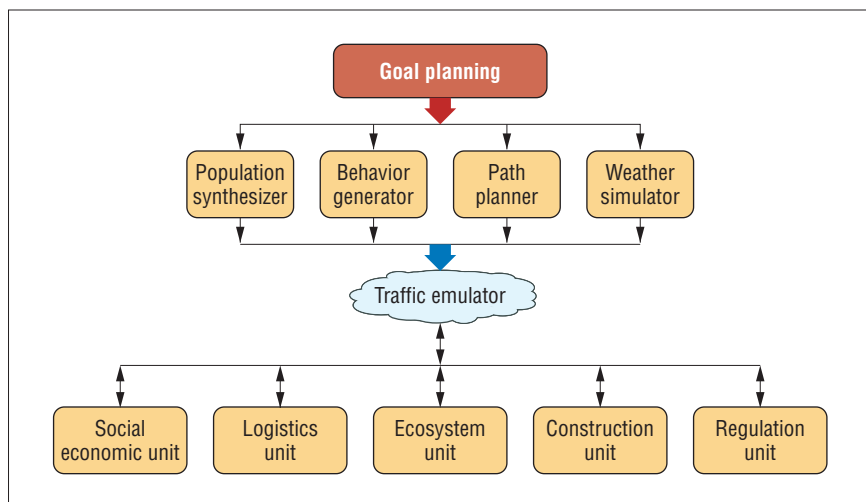 Goal planning
Population
synthesizer
Behavior
generator
Path
planner
Weather
simulator
Traffic emulator
Social
economic unit
Logistics
unit
Ecosystem
unit
Construction
unit
Regulation
unit